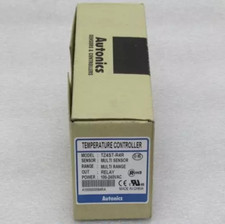 Autonics
SENSORS & CONTROLLERS
TEMPERATURE CONTROLLER
MODEL TZ4ST-R4R
SENSOR MULTI SENSOR
RANGE MULTI RANGE
OUT RELAY
POWER 100-240VAC
Autonics